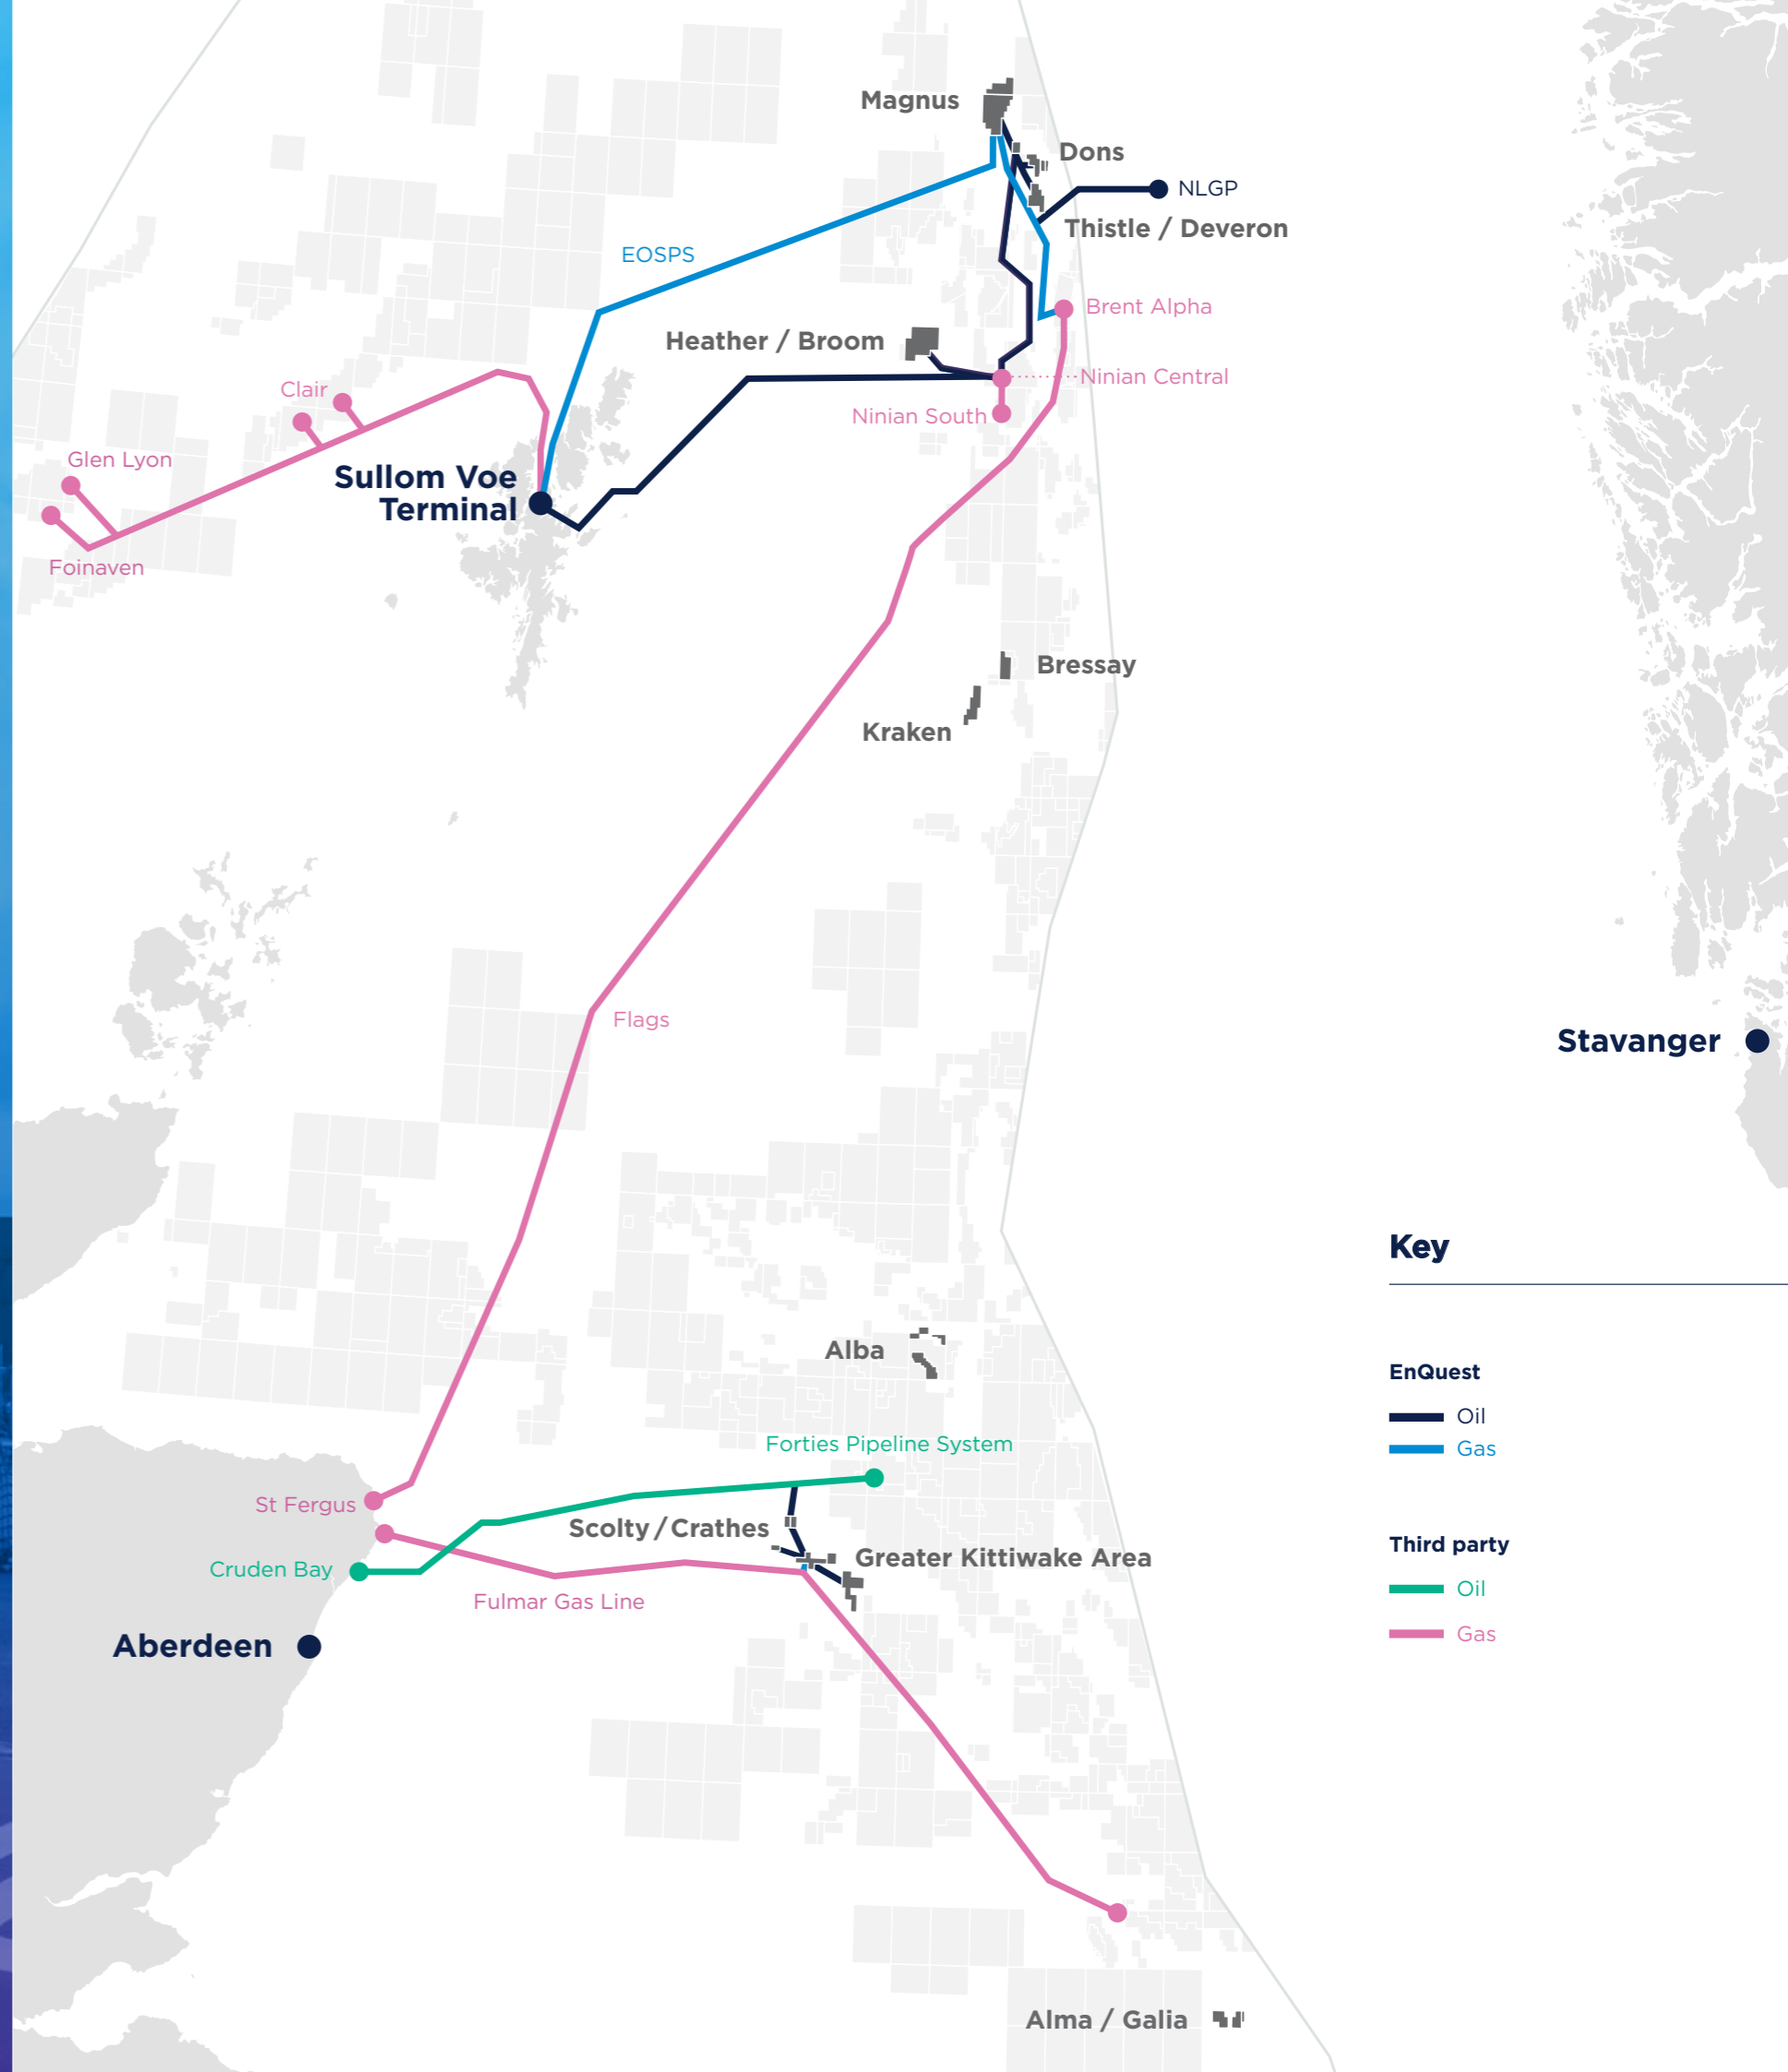 Magnus
Dons
NLGP
Thistle / Deveron
EOSPS
Brent Alpha
Heather / Broom
Ninian Central
Clair
Ninian South
Glen Lyon
Sullom Voe
Terminal
Foinaven
Bressay
Kraken
Flags
Stavanger
Key
Alba
EnQuest
Oil
Gas
Forties Pipeline System
St Fergus
Scolty / Crathes
Greater Kittiwake Area
Third party
Cruden Bay
Oil
Fulmar Gas Line
Gas
Aberdeen
Alma / Galia